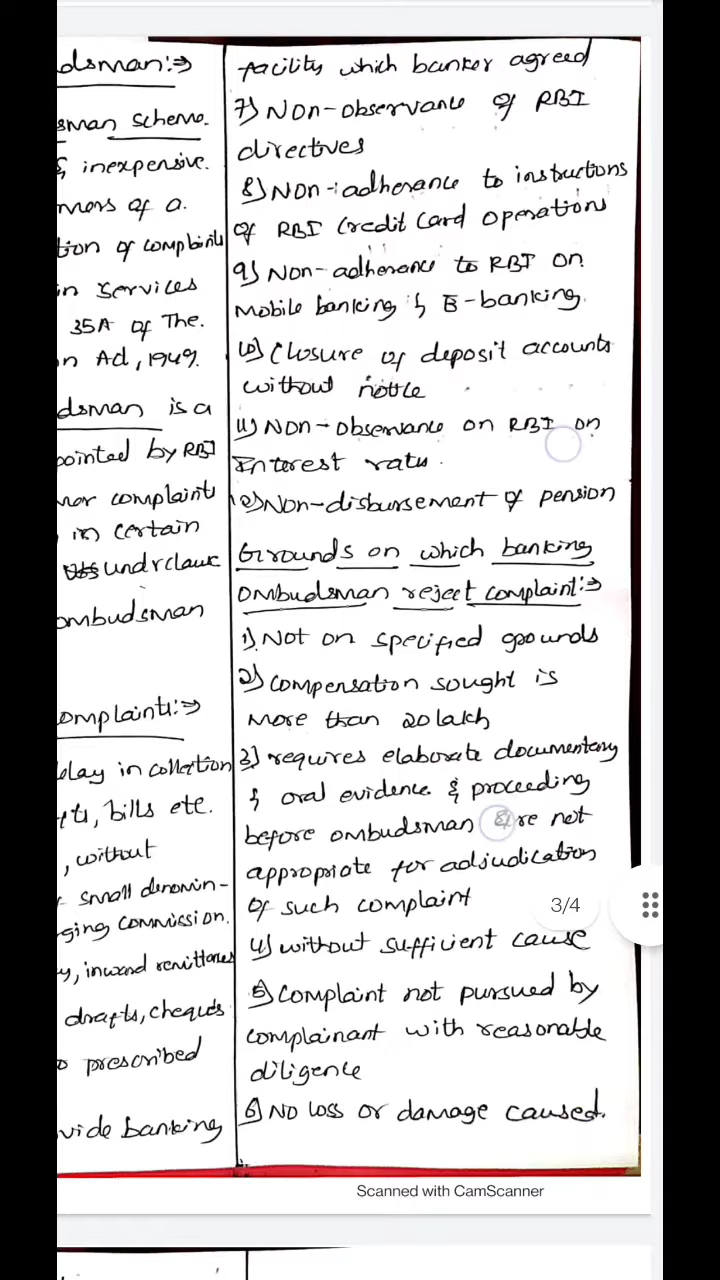 dsman:⇒
sman scheme.
& inexpensive.
mers of a
tion of complaints
in services
35A of The
n Act, 1949.
dsman is a
pointed by RBI
mer complaints
in certain
under clause
ombudsman
omplaints:⇒
elay in collection
bills etc.
, without
small denomin-
ging commission.
y, inward remittances
drafts, cheques
o prescribed
vide banking
facility which banker agreed
7) Non-observance of RBI
directives
8) Non-adherance to instructions
of RBI Credit Card Operations
9) Non-adherance to RBI on
Mobile banking & E-banking.
10) Closure of deposit accounts
without notice
11) Non-observance on RBI on
Interest rates.
12) Non-disbursement of pension
Grounds on which banking
ombudsman reject complaint:⇒
1) Not on specified grounds
2) compensation sought is
more than 20 lakh
3) requires elaborate documentary
& oral evidence & proceeding
before ombudsman are not
appropriate for adjudication
of such complaint
4) without sufficient cause
5) complaint not pursued by
complainant with reasonable
diligence
6) No loss or damage caused.
3/4
Scanned with CamScanner